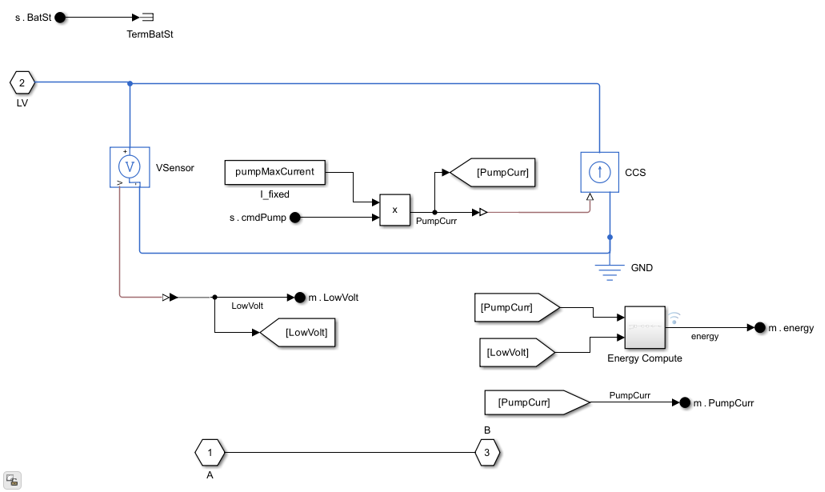 s . BatSt
TermBatSt
2
LV
+
V
V
VSensor
pumpMaxCurrent
I_fixed
s . cmdPump
x
PumpCurr
[PumpCurr]
CCS
GND
LowVolt
m . LowVolt
[LowVolt]
[PumpCurr]
[LowVolt]
Energy Compute
energy
m . energy
[PumpCurr]
PumpCurr
m . PumpCurr
1
A
B
3